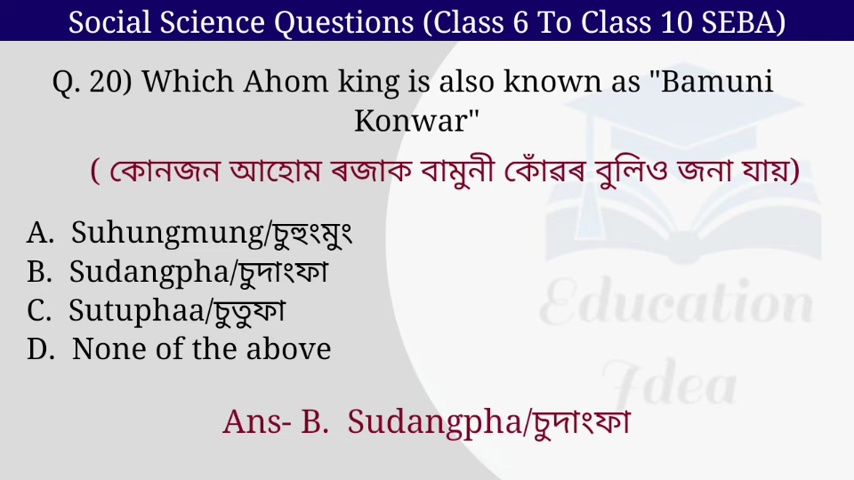 Social Science Questions (Class 6 To Class 10 SEBA)
Q. 20) Which Ahom king is also known as "Bamuni
Konwar"
( কোনজন আহোম ৰজাক বামুনী কোঁৱৰ বুলিও জনা যায়)
A. Suhungmung/চুহুংমুং
B. Sudangpha/চুদাংফা
C. Sutuphaa/চুতুফা
D. None of the above
Education
Idea
Ans- B. Sudangpha/চুদাংফা